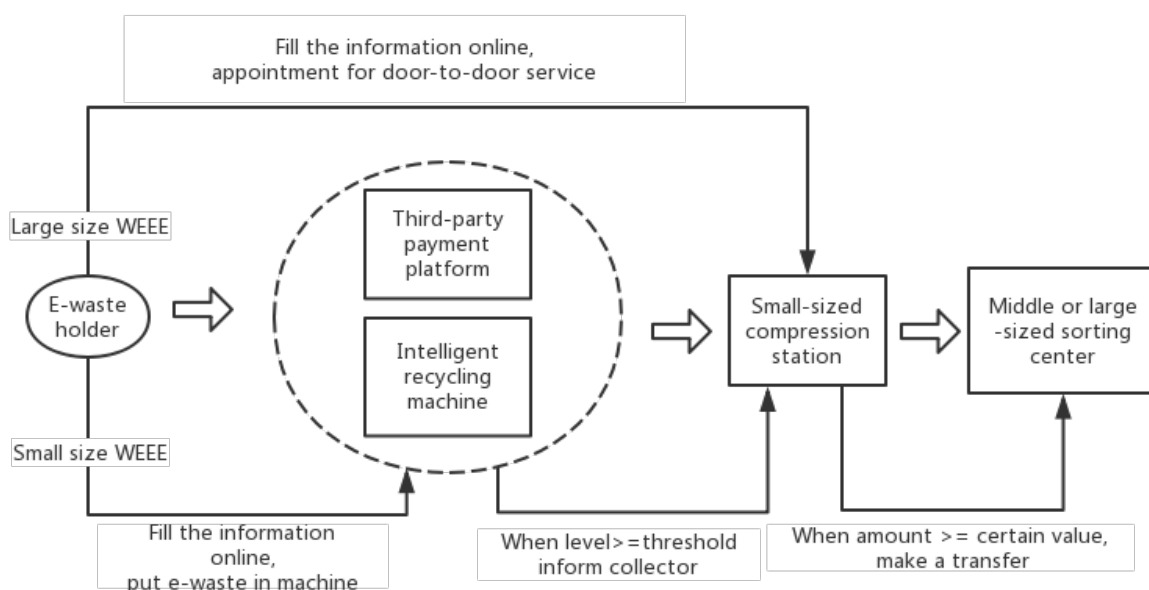 Fill the information online,
appointment for door-to-door service
Large size WEEE
E-waste
holder
Small size WEEE
Third-party
payment
platform
Intelligent
recycling
machine
Small-sized
compression
station
Middle or large
-sized sorting
center
Fill the information
online,
put e-waste in machine
When level>=threshold
inform collector
When amount >= certain value,
make a transfer